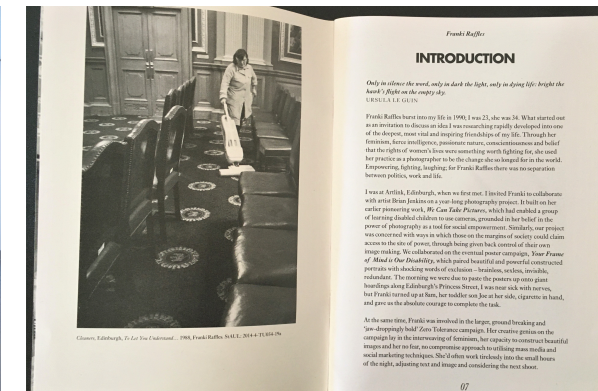 Cleaners, Edinburgh, To Let You Understand... 1988, Franki Raffles StAUL: 2014-4-
Franki Raffles
INTRODUCTION
Only in silence the word, only in dark the light, only in dying life: bright the
hawk's flight on the empty sky.
URSULA LE GUIN
Franki Raffles burst into my life in 1990; I was 23, she was 34. What started out
as an invitation to discuss an idea I was researching rapidly developed into one
of the deepest, most vital and inspiring friendships of my life. Through her
feminism, fierce intelligence, passionate nature, conscientiousness and belief
that the rights of women's lives were something worth fighting for, she used
her practice as a photographer to be the change she so longed for in the world.
Empowering, fighting, laughing; for Franki Raffles there was no separation
between politics, work and life.
I was at Artlink, Edinburgh, when we first met. I invited Franki to collaborate
with artist Brian Jenkins on a year-long photography project. It built on her
earlier pioneering work, We Can Take Pictures, which had enabled a group
of learning disabled children to use cameras, grounded in her belief in the
power of photography as a tool for social empowerment. Similarly, our project
was concerned with ways in which those on the margins of society could claim
access to the site of power, through being given back control of their own
image making. We collaborated on the eventual poster campaign, Your Frame
of Mind is Our Disability, which paired beautiful and powerful constructed
portraits with shocking words of exclusion – brainless, sexless, invisible,
redundant. The morning we were due to paste the posters up onto giant
hoardings along Edinburgh's Princess Street, I was near sick with nerves,
but Franki turned up at 8am, her toddler son Joe at her side, cigarette in hand,
and gave us the absolute courage to complete the task.
At the same time, Franki was involved in the larger, ground breaking and
'jaw-droppingly bold' Zero Tolerance campaign. Her creative genius on the
campaign lay in the interweaving of feminism, her capacity to construct beautiful
images and her no fear, no compromise approach to utilising mass media and
social marketing techniques. She'd often work tirelessly into the small hours
of the night, adjusting text and image and considering the next shoot.
07